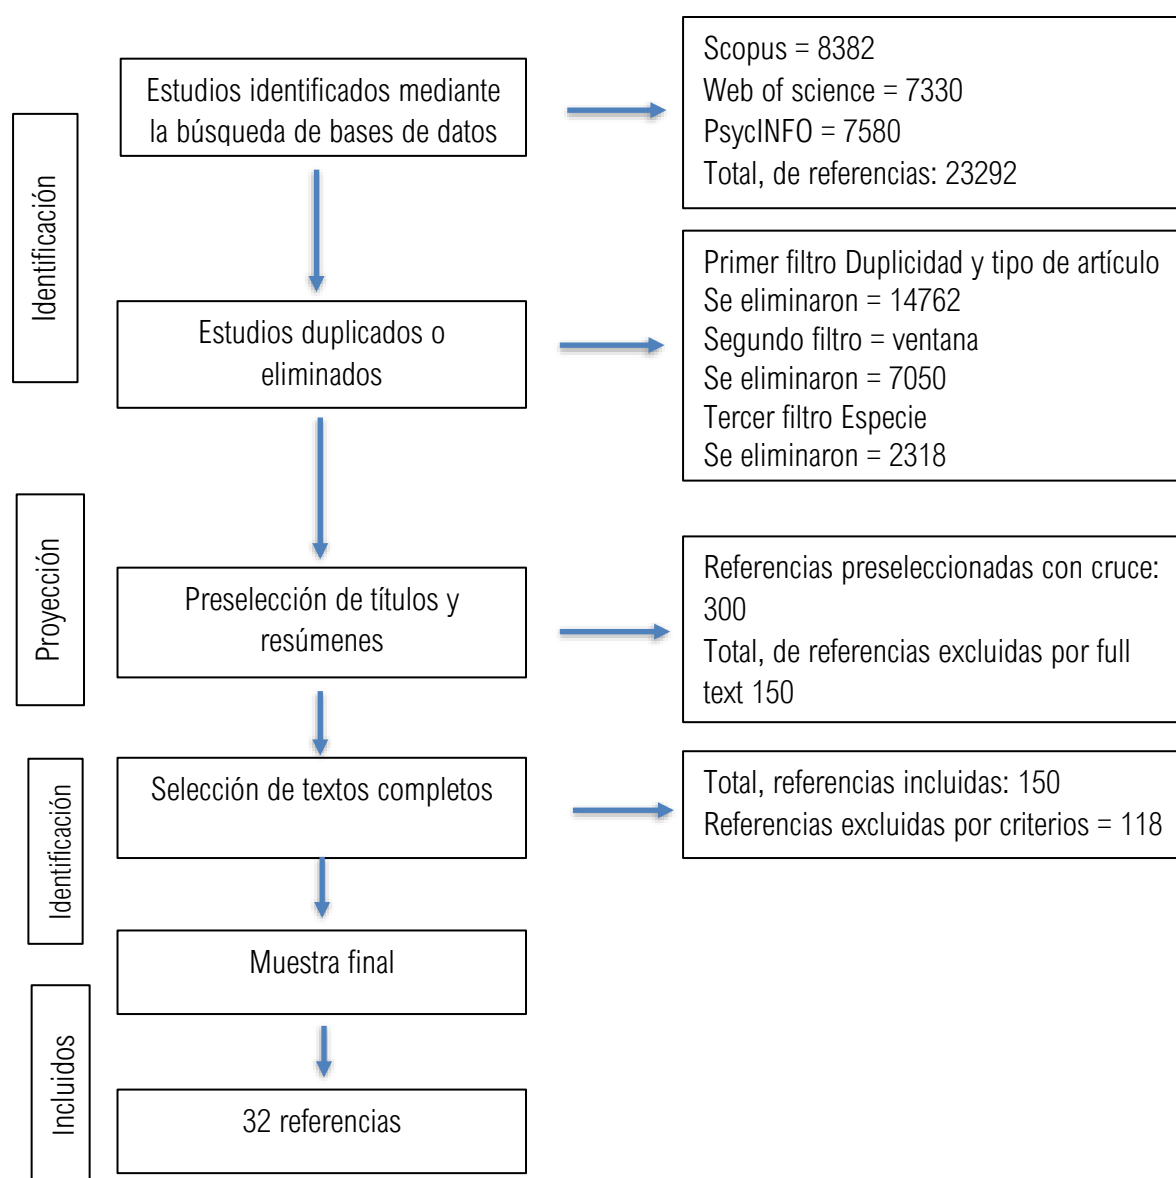 Identificación
Estudios identificados mediante
la búsqueda de bases de datos
Scopus = 8382
Web of science = 7330
PsycINFO = 7580
Total, de referencias: 23292
Estudios duplicados o
eliminados
Primer filtro Duplicidad y tipo de artículo
Se eliminaron = 14762
Segundo filtro = ventana
Se eliminaron = 7050
Tercer filtro Especie
Se eliminaron = 2318
Proyección
Preselección de títulos y
resúmenes
Referencias preseleccionadas con cruce:
300
Total, de referencias excluidas por full
text 150
Identificación
Selección de textos completos
Total, referencias incluidas: 150
Referencias excluidas por criterios = 118
Muestra final
Incluidos
32 referencias